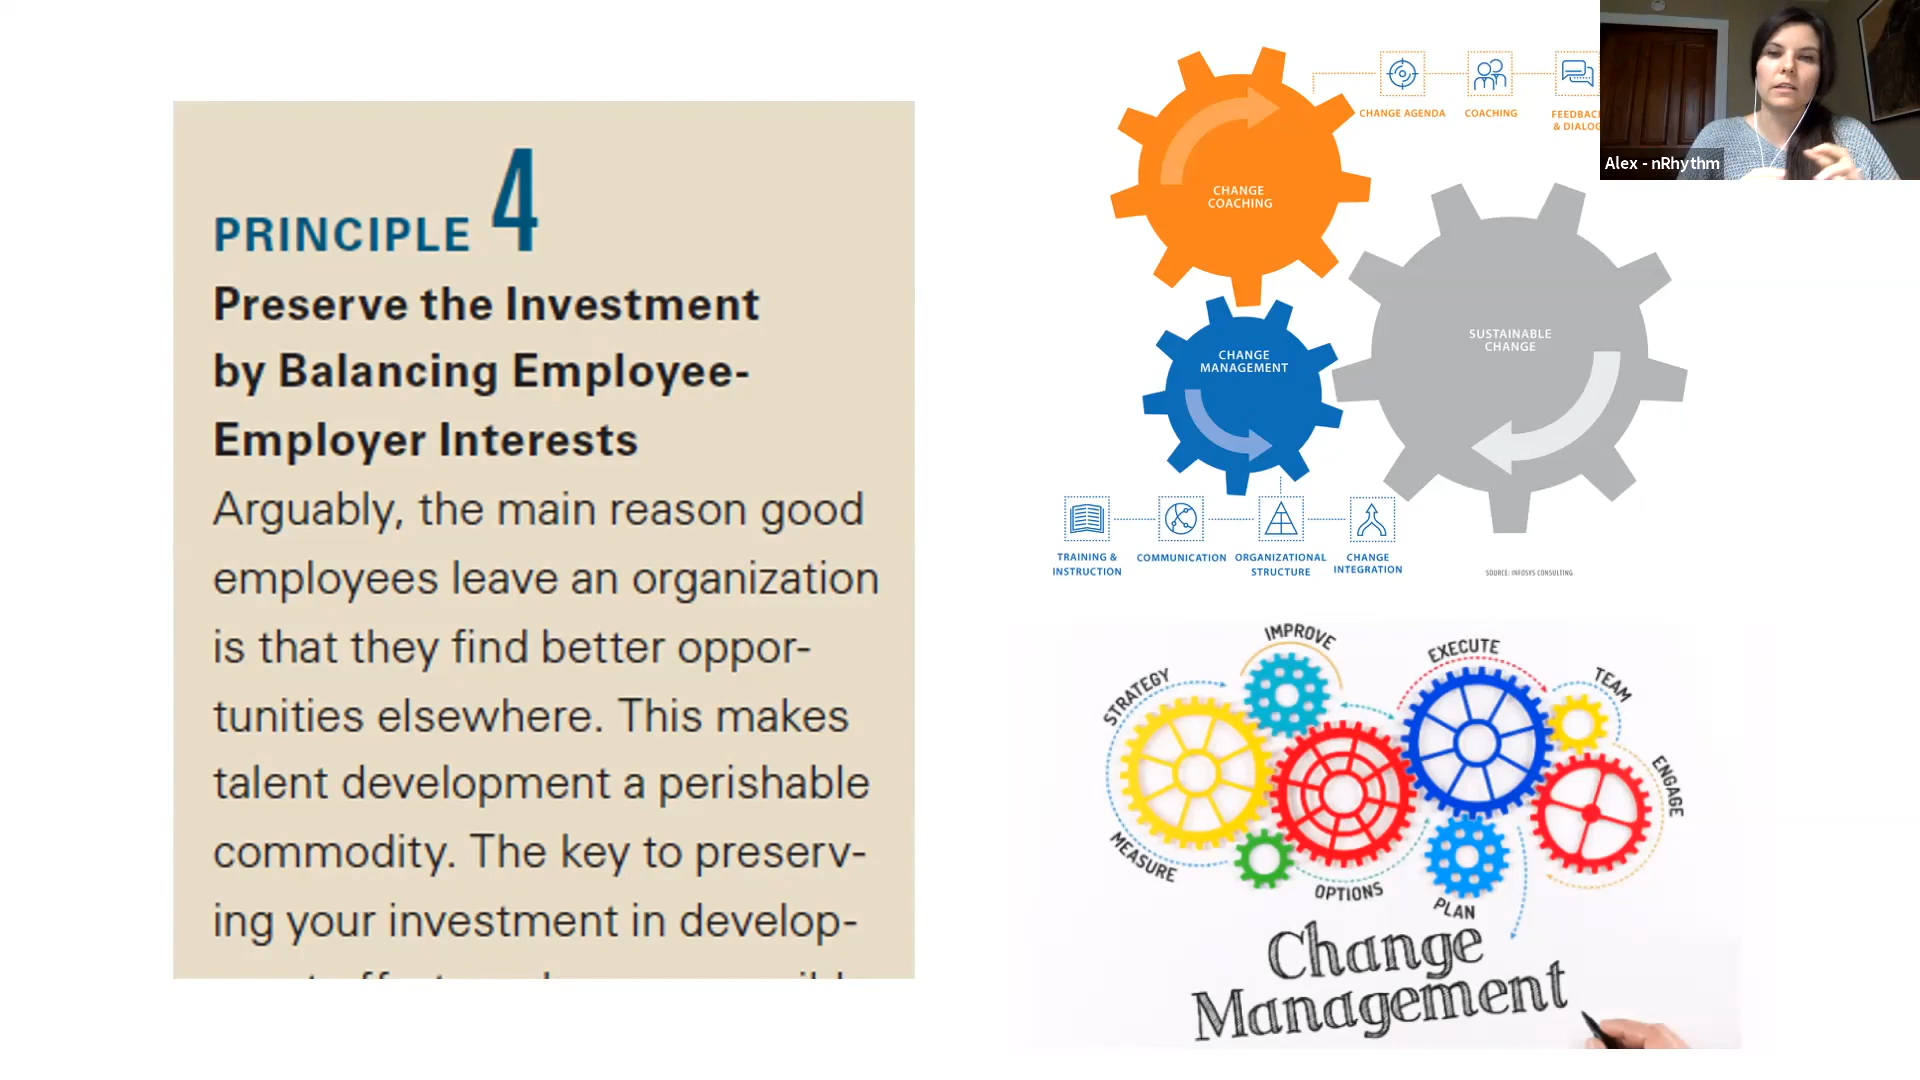 PRINCIPLE 4
Preserve the Investment
by Balancing Employee-
Employer Interests
Arguably, the main reason good
employees leave an organization
is that they find better oppor-
tunities elsewhere. This makes
talent development a perishable
commodity. The key to preserv-
ing your investment in develop-
CHANGE AGENDA
COACHING
FEEDBAC
& DIALOG
CHANGE
COACHING
CHANGE
MANAGEMENT
SUSTAINABLE
CHANGE
TRAINING &
INSTRUCTION
COMMUNICATION
ORGANIZATIONAL
STRUCTURE
CHANGE
INTEGRATION
SOURCE: INFOSYS CONSULTING
STRATEGY
IMPROVE
EXECUTE
TEAM
ENGAGE
MEASURE
OPTIONS
PLAN
Change
Management
Alex - nRhythm